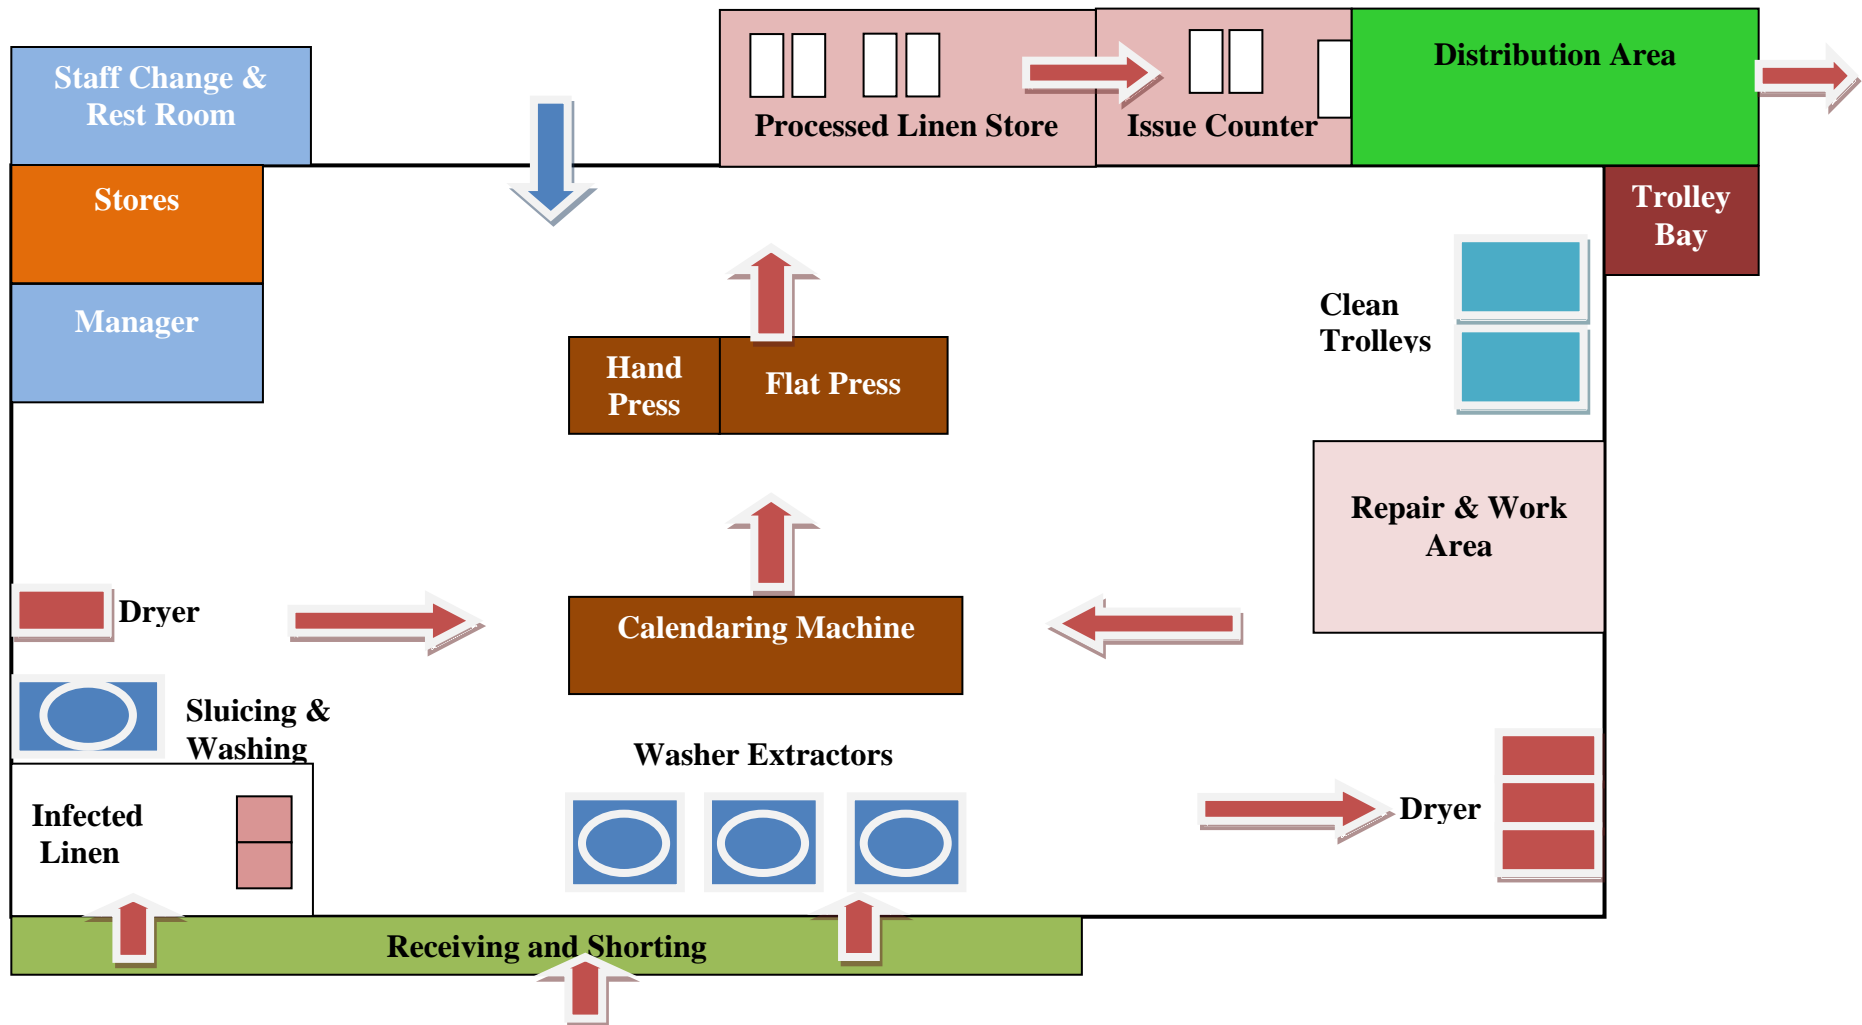 Staff Change &
Rest Room
Processed Linen Store
Issue Counter
Distribution Area
Stores
Trolley
Bay
Manager
Clean
Trolleys
Hand
Press
Flat Press
Repair & Work
Area
Dryer
Calendaring Machine
Sluicing &
Washing
Washer Extractors
Infected
Linen
Dryer
Receiving and Shorting